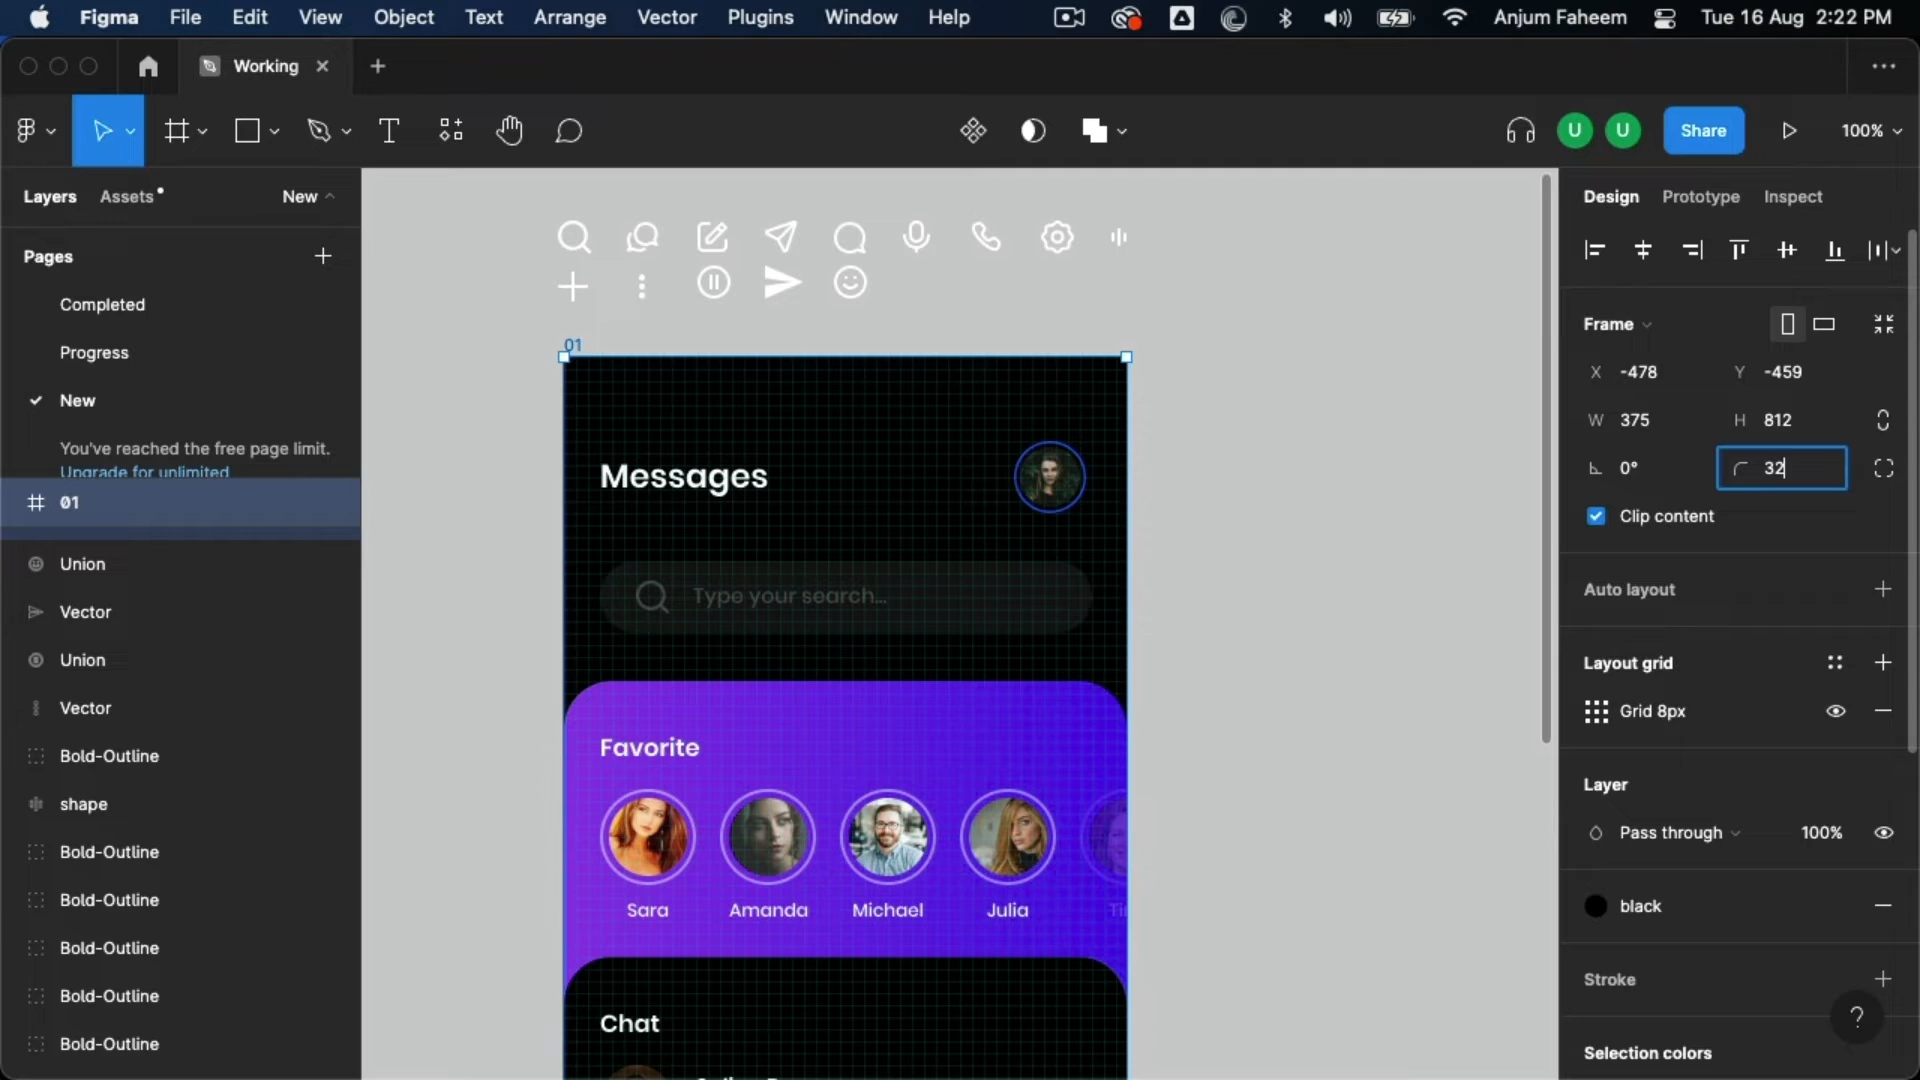 Figma File Edit View Object Text Arrange Vector Plugins Window Help Anjum Faheem Tue 16 Aug 2:22 PM
Working
U U Share 100%
Layers Assets New
Design Prototype Inspect
Pages
Completed
Progress
New
You've reached the free page limit.
Upgrade for unlimited
01
Union
Vector
Union
Vector
Bold-Outline
shape
Bold-Outline
Bold-Outline
Bold-Outline
Bold-Outline
Bold-Outline
01
Messages
Type your search...
Favorite
Sara Amanda Michael Julia
Chat
Frame
X -478 Y -459
W 375 H 812
0° 32
Clip content
Auto layout
Layout grid
Grid 8px
Layer
Pass through 100%
black
Stroke
?
Selection colors